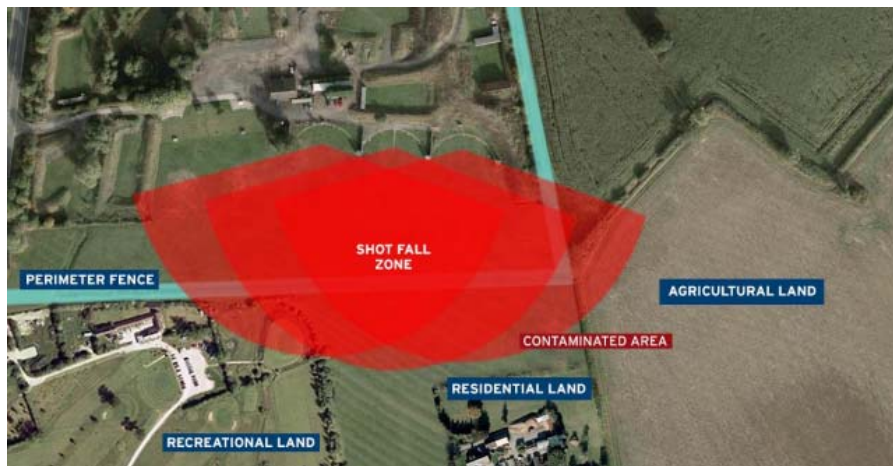 SHOT FALL
ZONE
PERIMETER FENCE
AGRICULTURAL LAND
CONTAMINATED AREA
RESIDENTIAL LAND
RECREATIONAL LAND